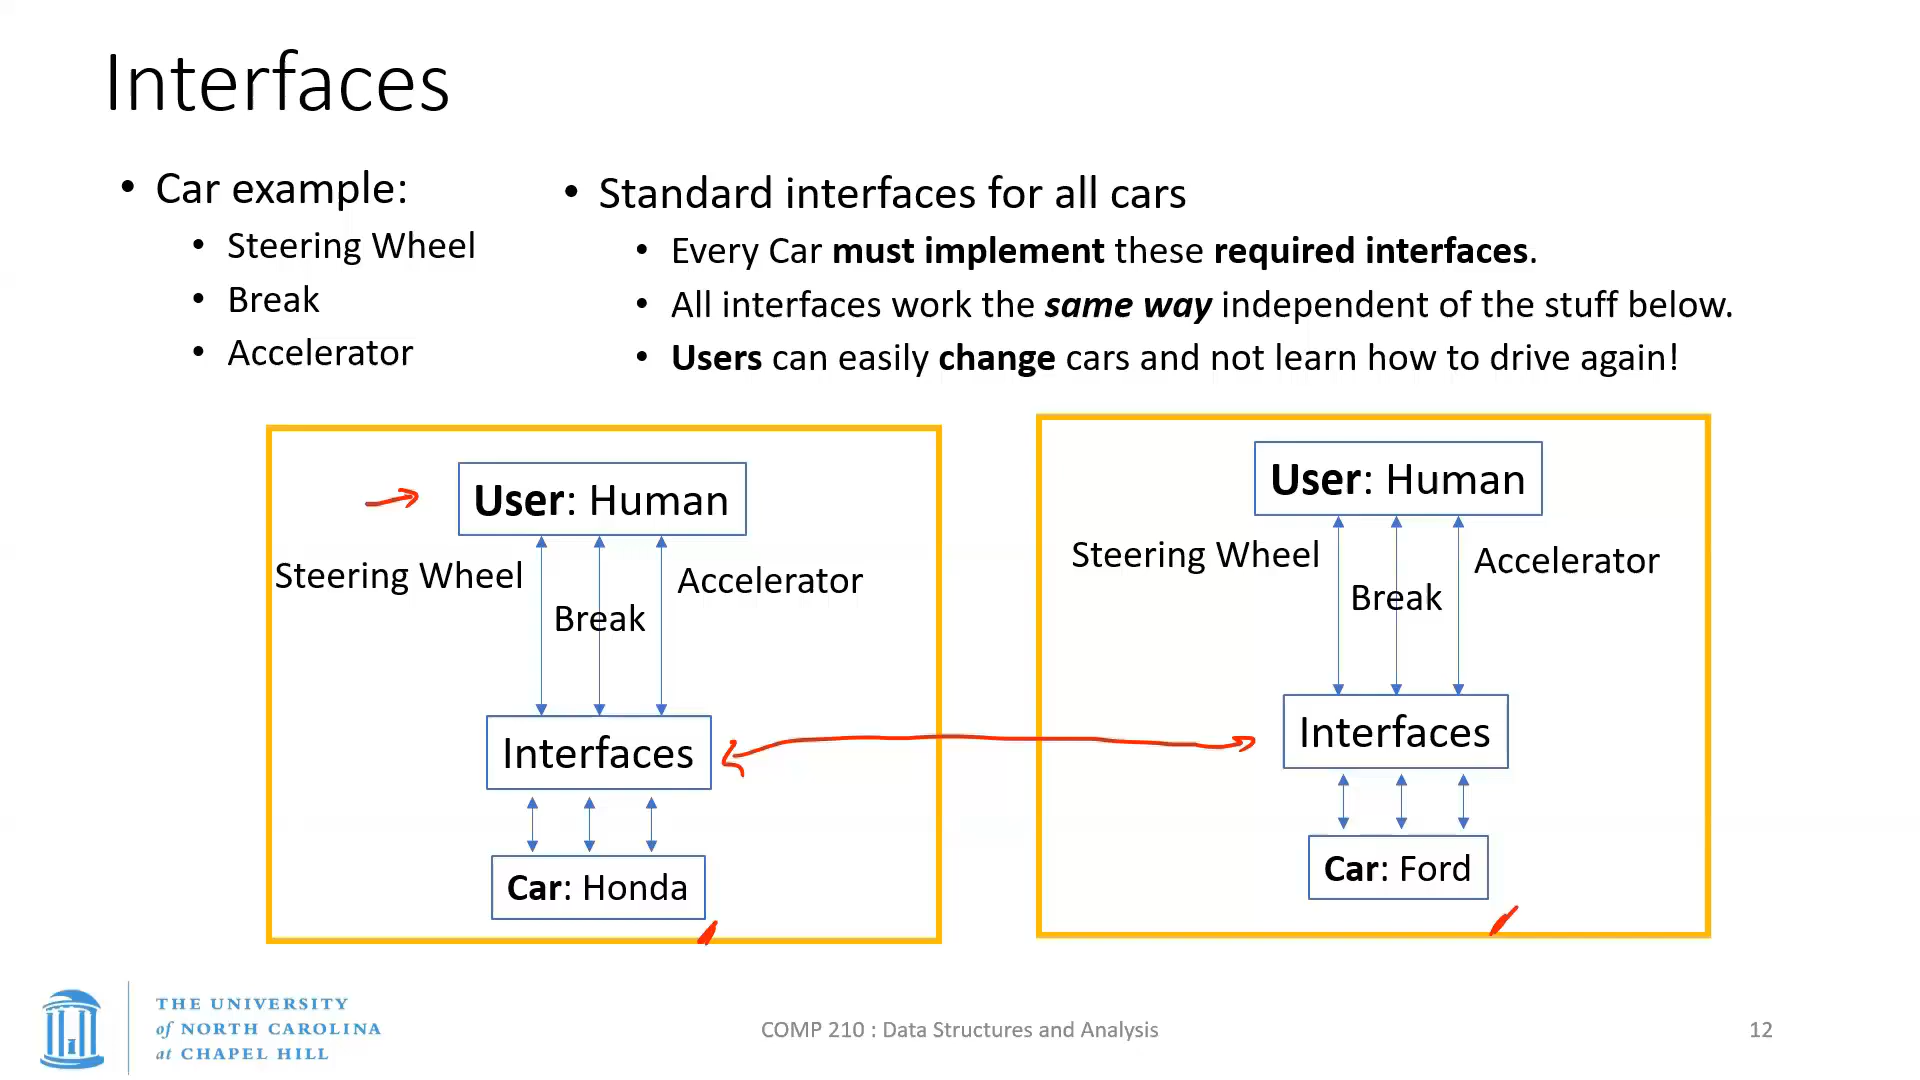 Interfaces
• Car example:
• Steering Wheel
• Break
• Accelerator
• Standard interfaces for all cars
• Every Car must implement these required interfaces.
• All interfaces work the same way independent of the stuff below.
• Users can easily change cars and not learn how to drive again!
User: Human
Steering Wheel
Break
Accelerator
Interfaces
Car: Honda
User: Human
Steering Wheel
Break
Accelerator
Interfaces
Car: Ford
THE UNIVERSITY
of NORTH CAROLINA
at CHAPEL HILL
COMP 210 : Data Structures and Analysis
12